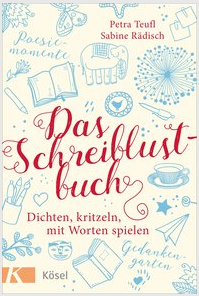 Petra Teufl
Sabine Rädisch
Poesie-
momente
Das
Schreiblust-
buch
Dichten, kritzeln,
mit Worten spielen
Gedanken-
garten
K Kösel